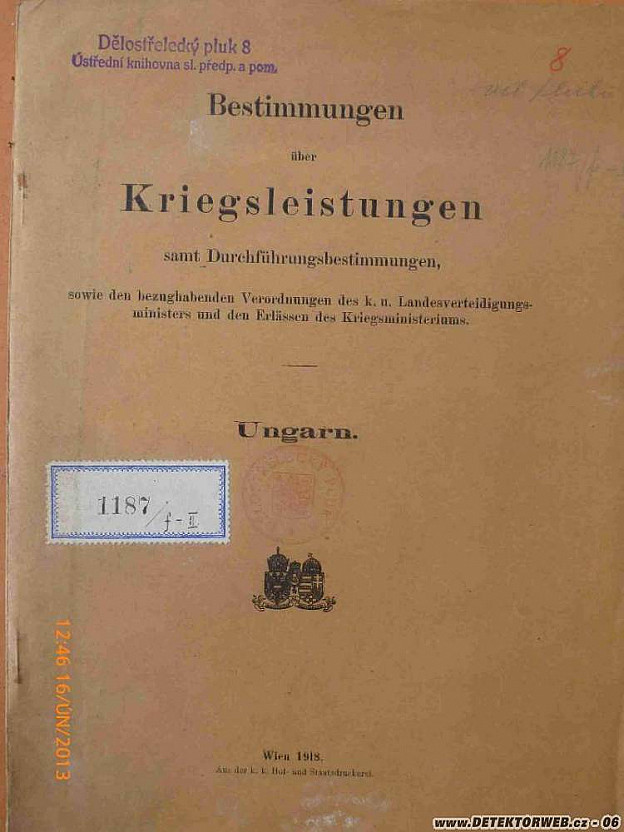 Dělostřelecký pluk 8
Ústřední knihovna sl. předp. a pom.
8
Bestimmungen
über
Kriegsleistungen
samt Durchführungsbestimmungen,
sowie den bezughabenden Verordnungen des k. u. Landesverteidigungs-
ministers und den Erlässen des Kriegsministeriums.
Ungarn.
1187/f-II
12:46 16/ÚN/2013
Wien 1918.
Aus der k. k. Hof- und Staatsdruckerei.
www.DETEKTORWEB.cz - 06